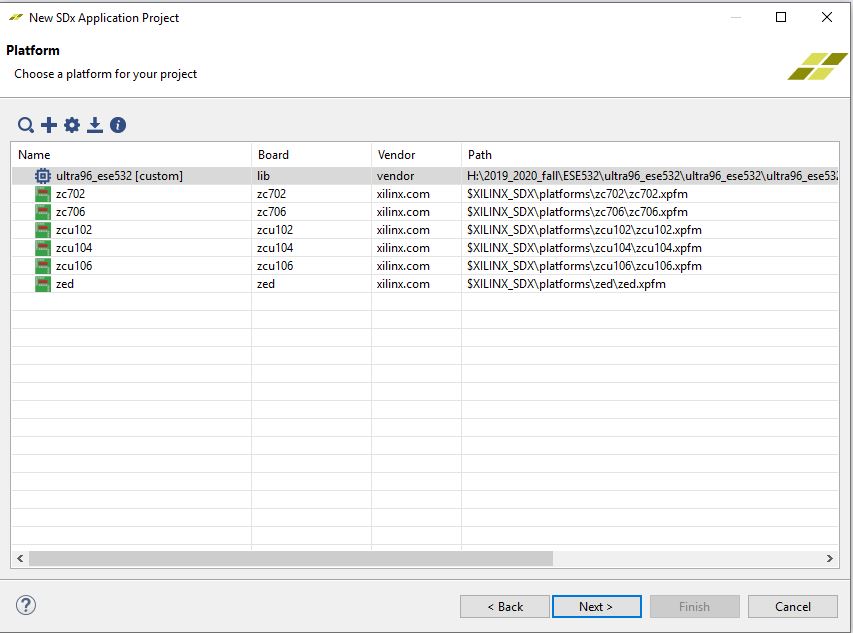 New SDx Application Project
Platform
Choose a platform for your project
Name Board Vendor Path
ultra96_ese532 [custom] lib vendor H:\2019_2020_fall\ESE532\ultra96_ese532\ultra96_ese532\ultra96_ese532
zc702 zc702 xilinx.com $XILINX_SDX\platforms\zc702\zc702.xpfm
zc706 zc706 xilinx.com $XILINX_SDX\platforms\zc706\zc706.xpfm
zcu102 zcu102 xilinx.com $XILINX_SDX\platforms\zcu102\zcu102.xpfm
zcu104 zcu104 xilinx.com $XILINX_SDX\platforms\zcu104\zcu104.xpfm
zcu106 zcu106 xilinx.com $XILINX_SDX\platforms\zcu106\zcu106.xpfm
zed zed xilinx.com $XILINX_SDX\platforms\zed\zed.xpfm
< Back Next > Finish Cancel